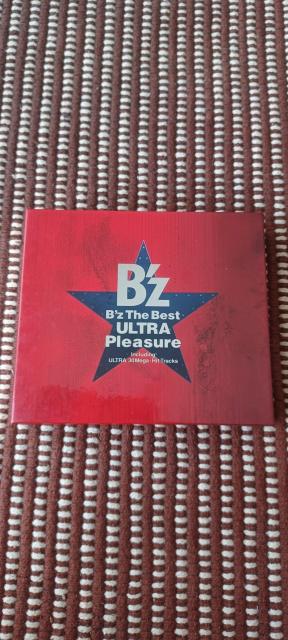 B'z
B'z The Best
ULTRA
Pleasure
Including
ULTRA 30 Mega-Hit Tracks